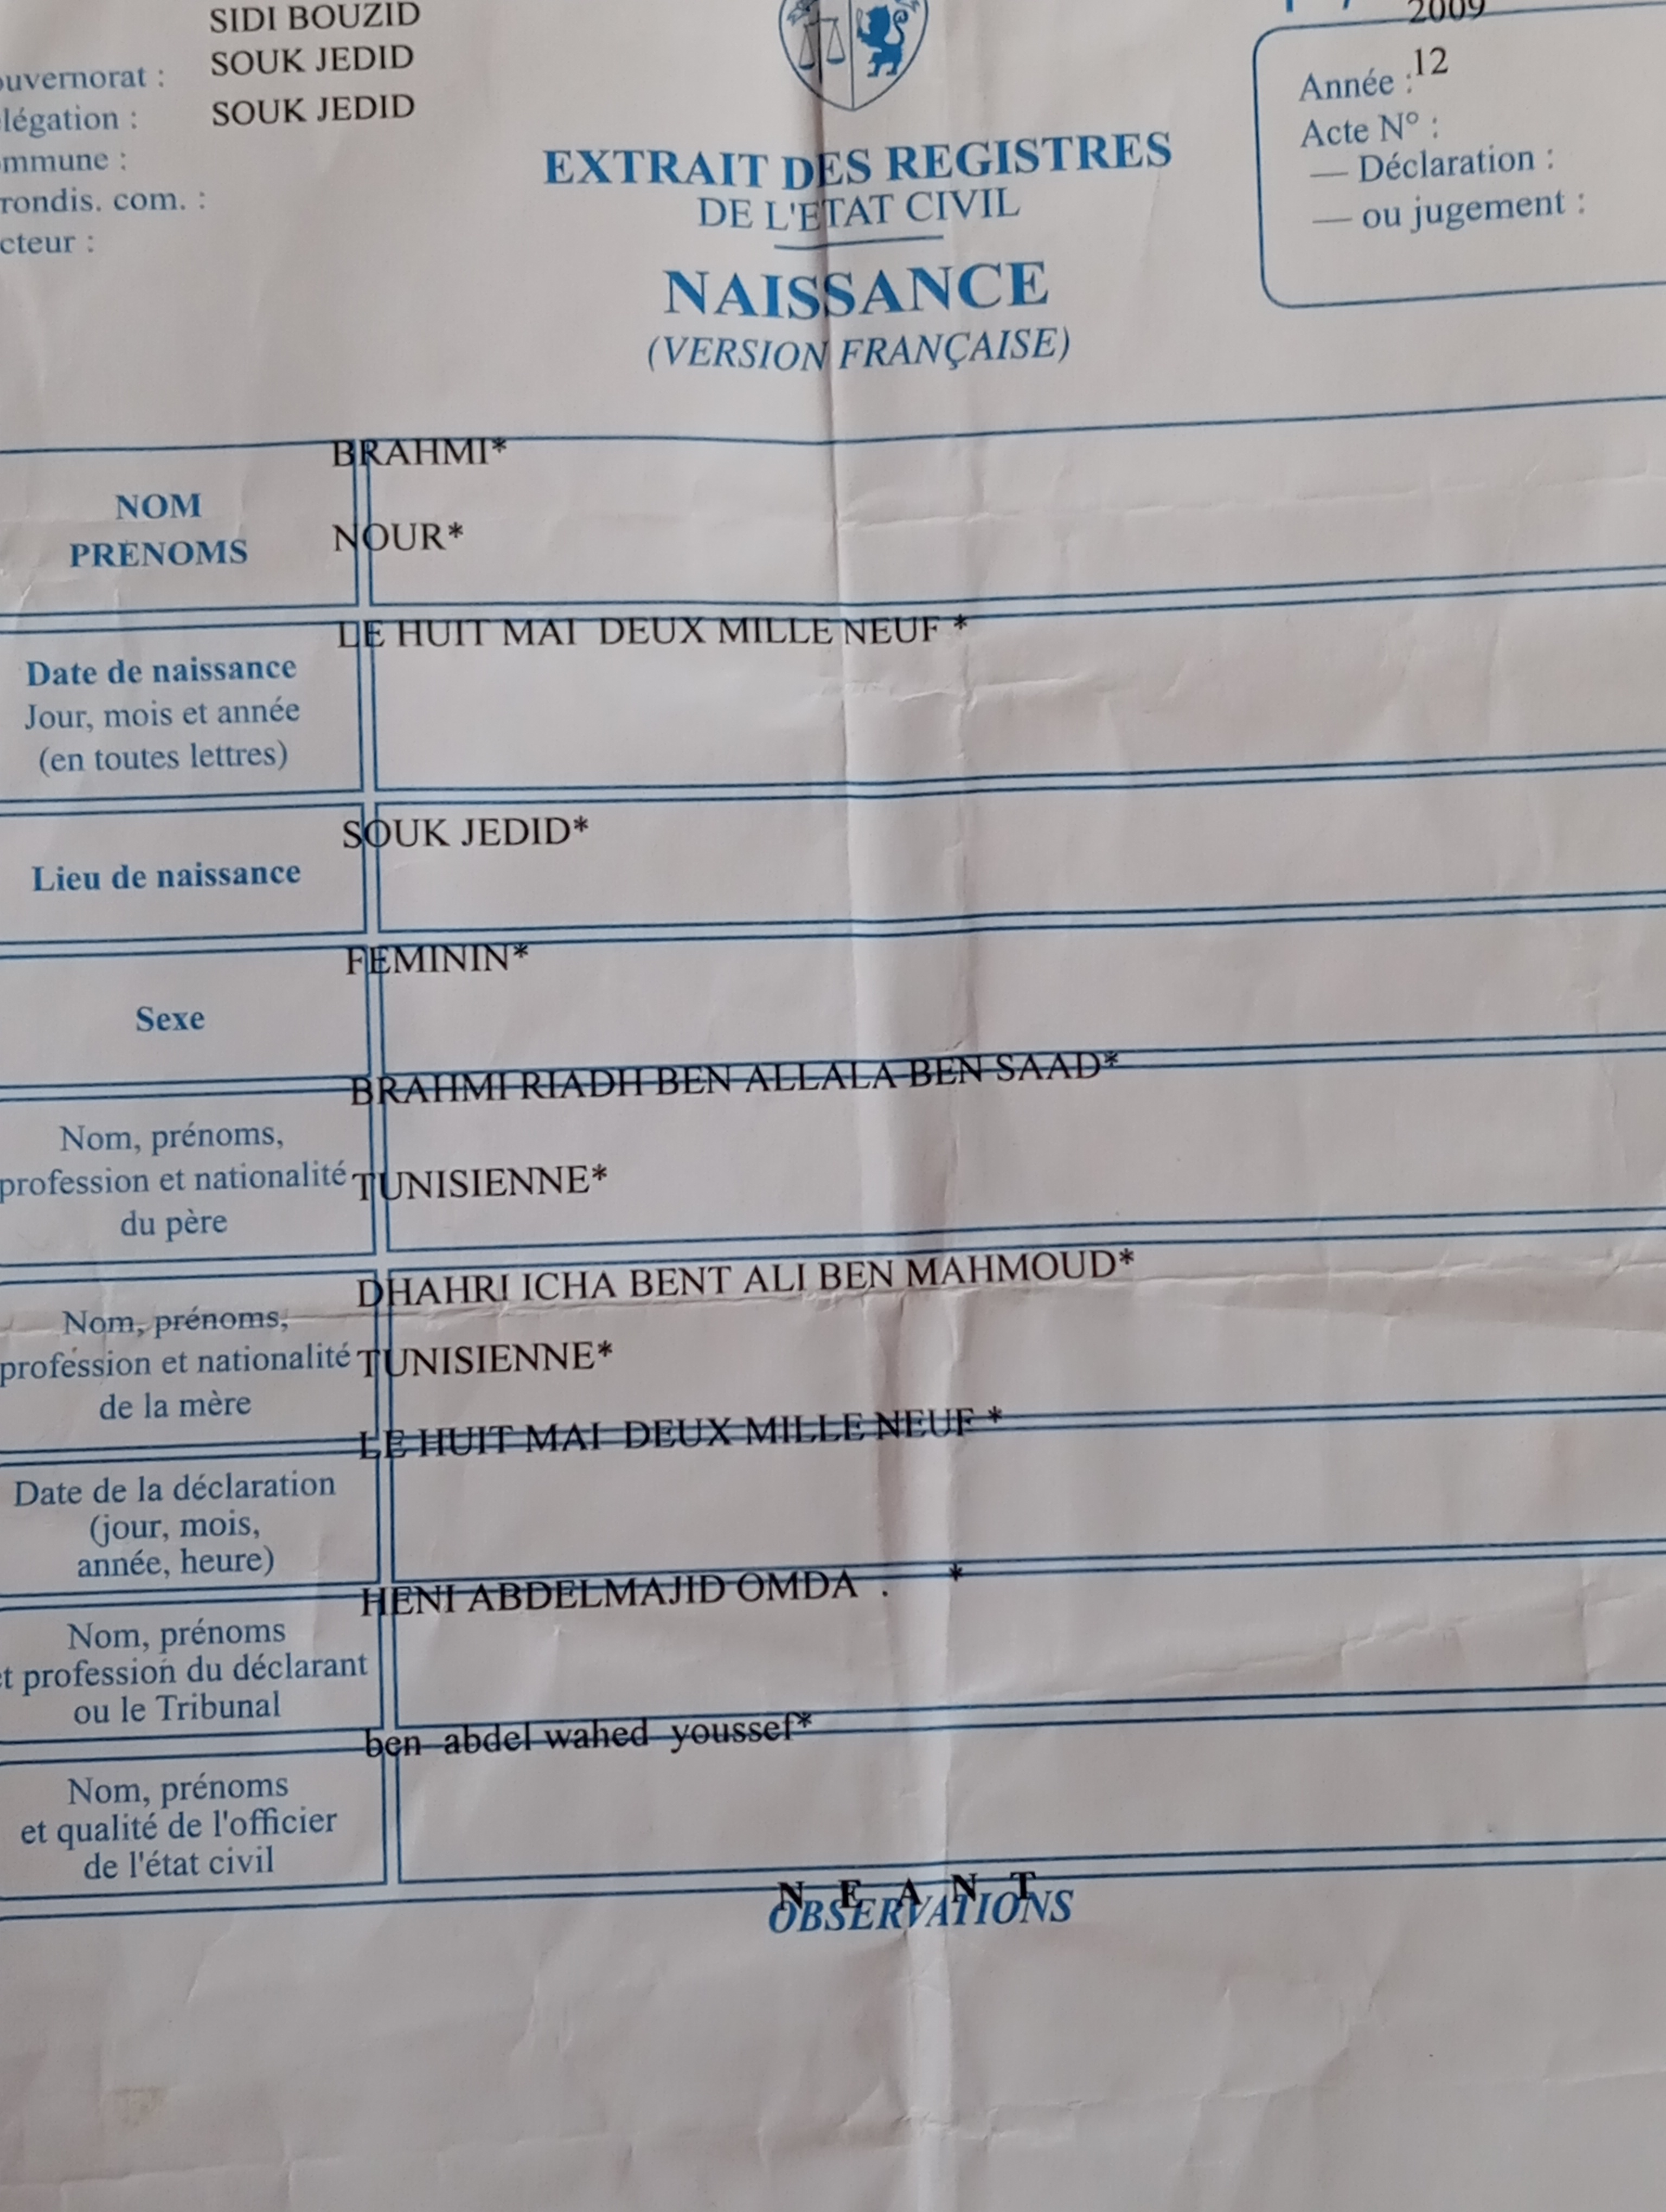 SIDI BOUZID
2009
ouvernorat : SOUK JEDID
légation : SOUK JEDID
mmune :
rondis. com. :
cteur :
Année : 12
Acte N° :
— Déclaration :
— ou jugement :
EXTRAIT DES REGISTRES
DE L'ETAT CIVIL
NAISSANCE
(VERSION FRANÇAISE)
BRAHMI*
NOM
PRENOMS
NOUR*
LE HUIT MAI DEUX MILLE NEUF *
Date de naissance
Jour, mois et année
(en toutes lettres)
SOUK JEDID*
Lieu de naissance
FEMININ*
Sexe
BRAHMI RIADH BEN ALLALA BEN SAAD*
Nom, prénoms,
profession et nationalité TUNISIENNE*
du père
DHAHRI ICHA BENT ALI BEN MAHMOUD*
Nom, prénoms,
profession et nationalité TUNISIENNE*
de la mère
LE HUIT MAI DEUX MILLE NEUF *
Date de la déclaration
(jour, mois,
année, heure)
HENI ABDELMAJID OMDA . *
Nom, prénoms
et profession du déclarant
ou le Tribunal
ben abdel wahed youssef*
Nom, prénoms
et qualité de l'officier
de l'état civil
N E A N T
OBSERVATIONS